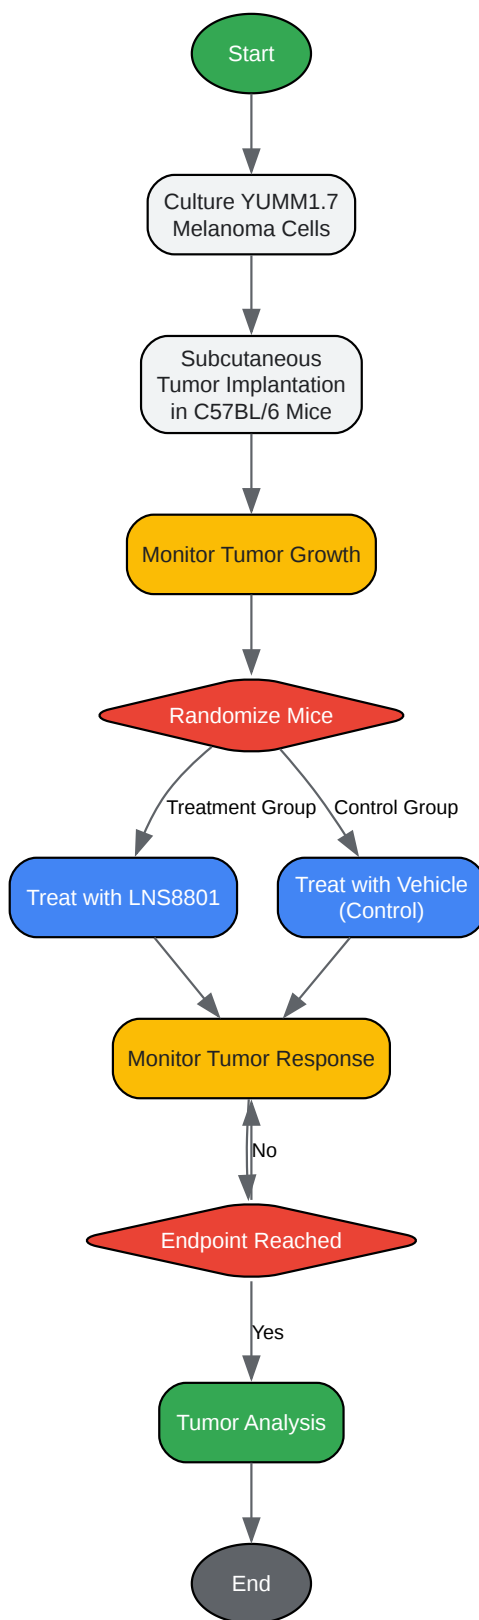 Start
Culture YUMM1.7
Melanoma Cells
Subcutaneous
Tumor Implantation
in C57BL/6 Mice
Monitor Tumor Growth
Randomize Mice
Treatment Group
Control Group
Treat with LNS8801
Treat with Vehicle
(Control)
Monitor Tumor Response
No
Endpoint Reached
Yes
Tumor Analysis
End